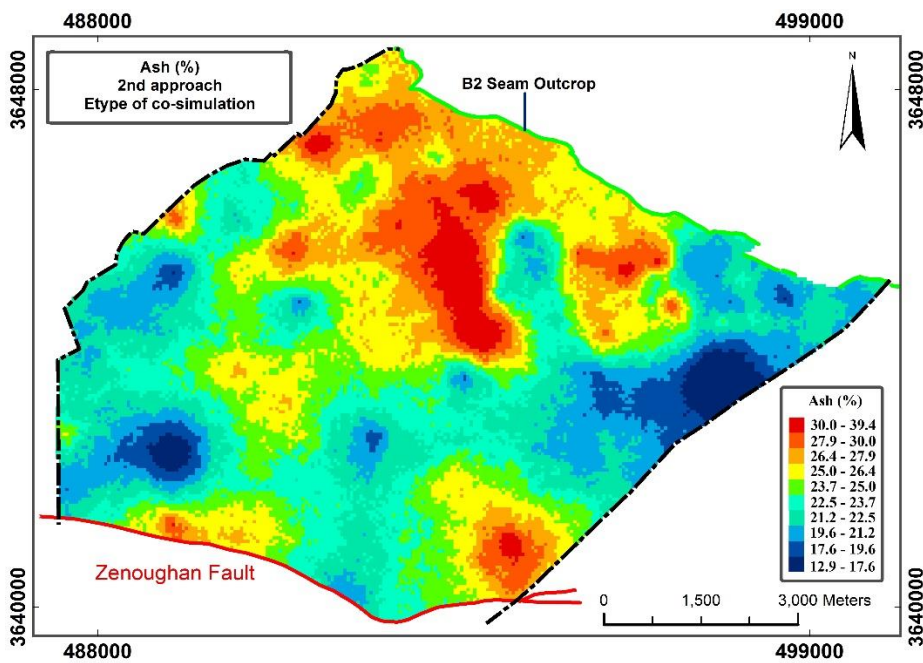 488000
499000
3648000
3648000
Ash (%)
2nd approach
Etype of co-simulation
B2 Seam Outcrop
N
Ash (%)
30.0 - 39.4
27.9 - 30.0
26.4 - 27.9
25.0 - 26.4
23.7 - 25.0
22.5 - 23.7
21.2 - 22.5
19.6 - 21.2
17.6 - 19.6
12.9 - 17.6
Zenoughan Fault
0 1,500 3,000 Meters
3640000
3640000
488000
499000